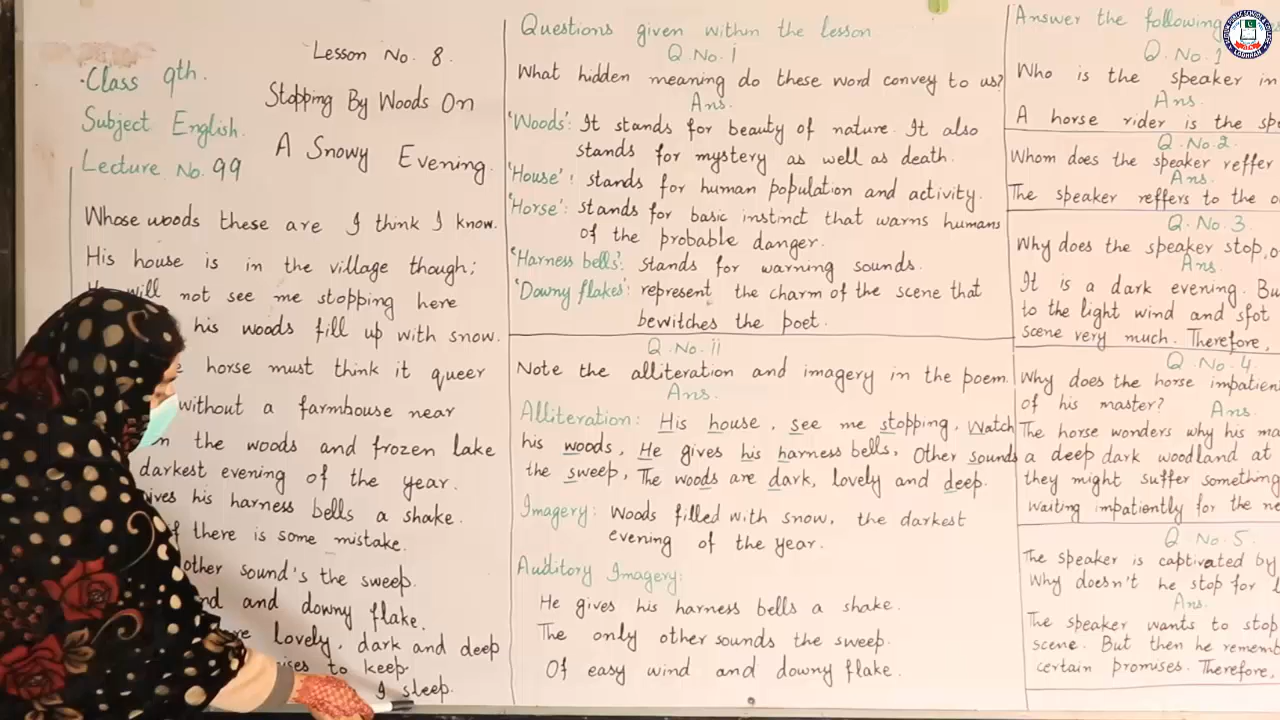 Class 9th.
Subject English.
Lecture No. 99
Lesson No. 8.
Stopping By Woods On
A Snowy Evening.
Whose woods these are I think I know.
His house is in the village though;
will not see me stopping here
his woods fill up with snow.
horse must think it queer
without a farmhouse near
the woods and frozen lake
darkest evening of the year.
his harness bells a shake.
there is some mistake.
other sound's the sweep.
and downy flake.
lovely, dark and deep
to keep
I sleep.
Questions given within the lesson
Q. No. i
What hidden meaning do these word convey to us?
Ans.
'Woods': It stands for beauty of nature. It also
stands for mystery as well as death.
'House': stands for human population and activity.
'Horse': stands for basic instinct that warns humans
of the probable danger.
'Harness bells': stands for warning sounds.
'Downy flakes': represent the charm of the scene that
bewitches the poet.
Q. No. ii
Note the alliteration and imagery in the poem.
Ans.
Alliteration: His house, see me stopping, Watch
his woods, He gives his harness bells, Other sounds
the sweep, The woods are dark, lovely and deep.
Imagery: Woods filled with snow, the darkest
evening of the year.
Auditory Imagery:
He gives his harness bells a shake.
The only other sounds the sweep.
Of easy wind and downy flake.
Answer the following
Q. No. 1
Who is the speaker in
Ans.
A horse rider is the
Q. No. 2
Whom does the speaker reffer
Ans.
The speaker reffers to the
Q. No. 3
Why does the speaker stop,
Ans.
It is a dark evening. But
to the light wind and sfot
scene very much. Therefore,
Q. No. 4
Why does the horse
of his master? Ans.
The horse wonders why his
a deep dark woodland at
they might suffer something
waiting impatiently for the
Q. No. 5
The speaker is captivated by
Why doesn't he stop for
Ans.
The speaker wants to stop
scene. But then he
certain promises. Therefore,